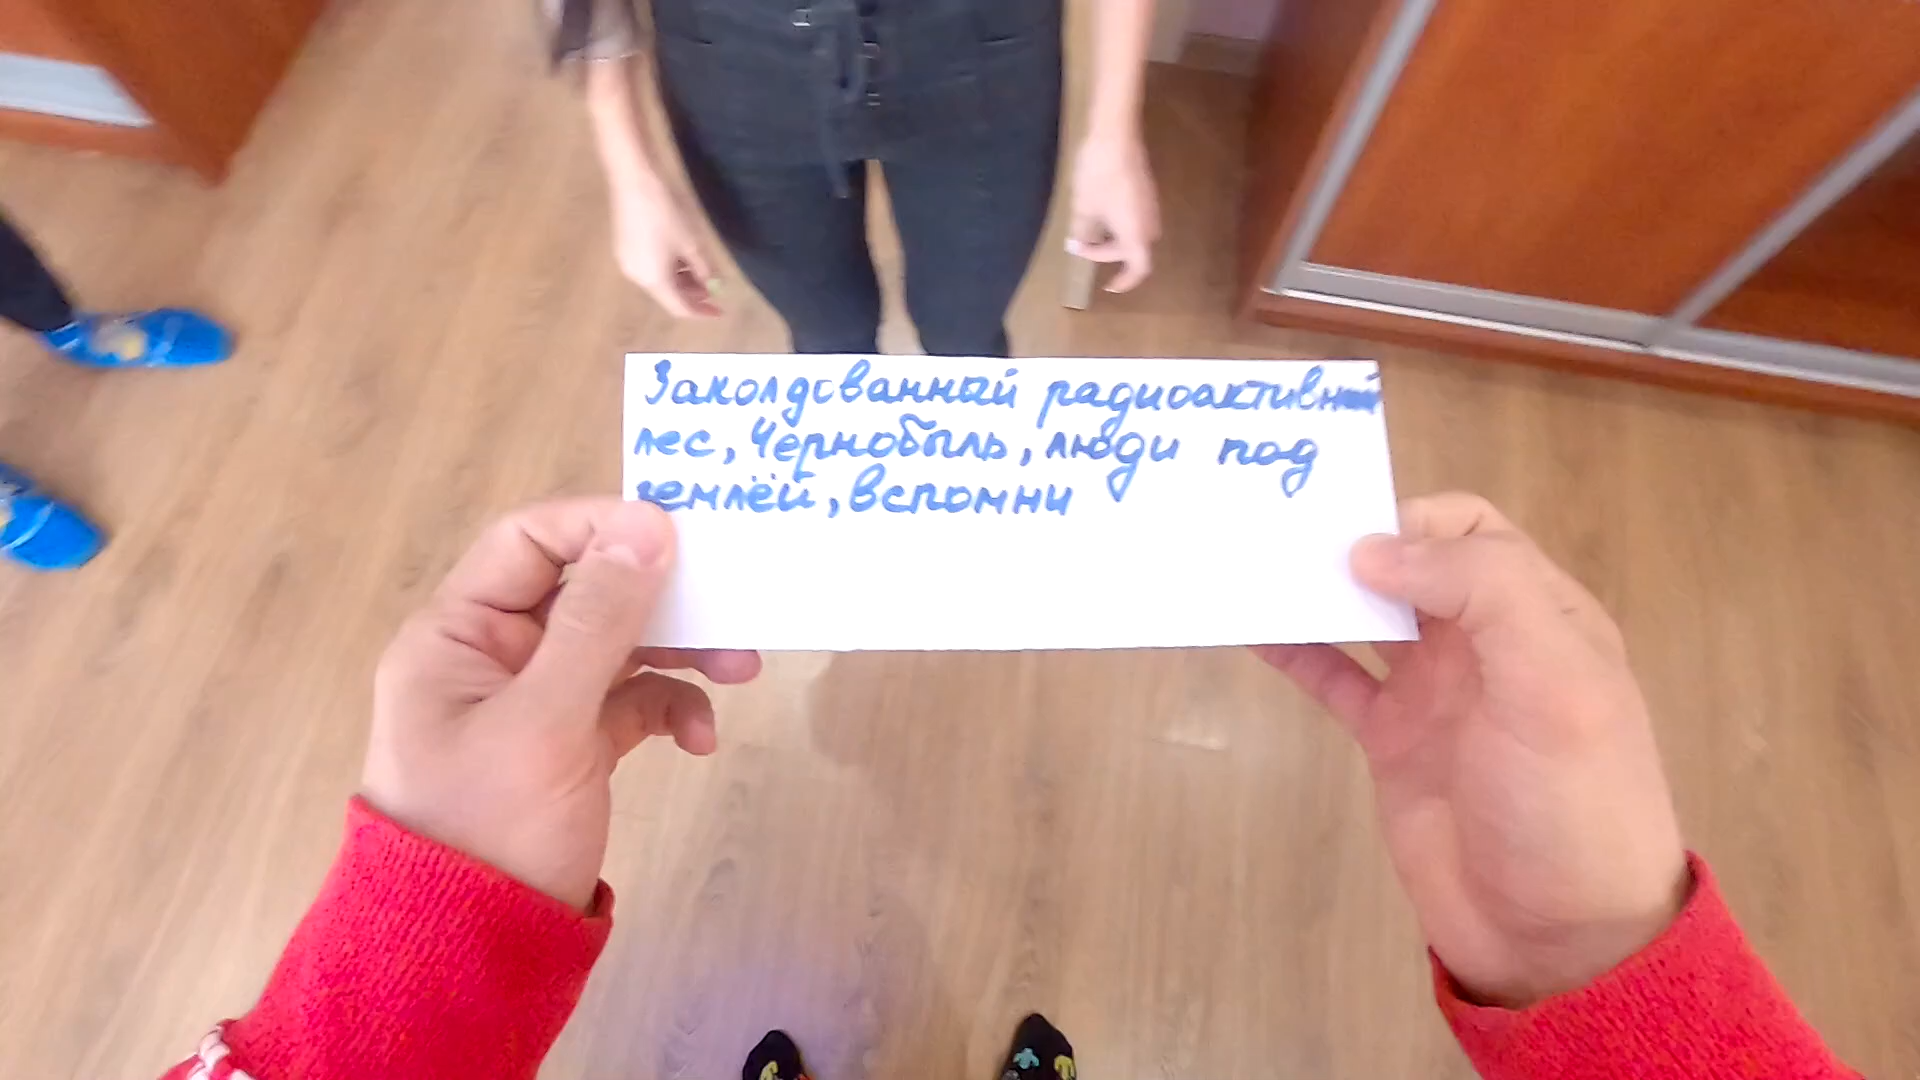 Заколдованный радиоактивный
лес, Чернобыль, люди под
землёй, вспомни